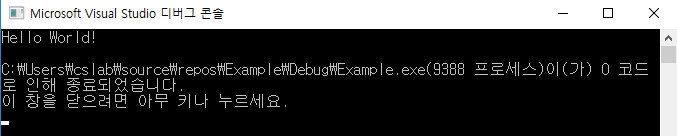 Microsoft Visual Studio 디버그 콘솔
Hello World!
C:₩Users₩cslab₩source₩repos₩Example₩Debug₩Example.exe(9388 프로세스)이(가) 0 코드
로 인해 종료되었습니다.
이 창을 닫으려면 아무 키나 누르세요.